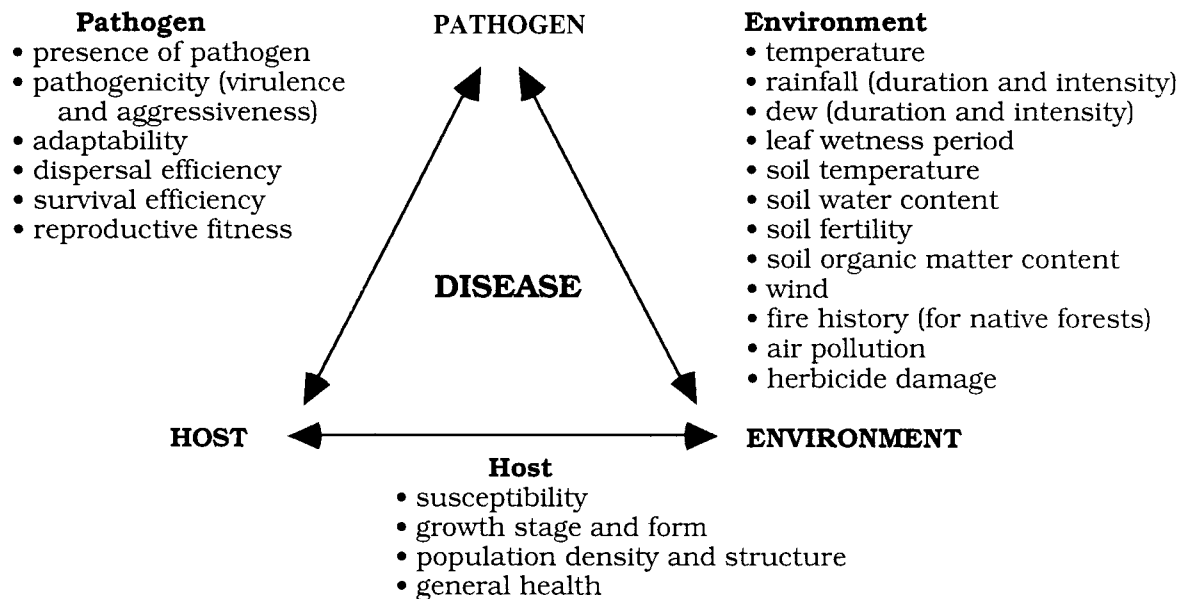 Pathogen
• presence of pathogen
• pathogenicity (virulence
and aggressiveness)
• adaptability
• dispersal efficiency
• survival efficiency
• reproductive fitness
PATHOGEN
Environment
• temperature
• rainfall (duration and intensity)
• dew (duration and intensity)
• leaf wetness period
• soil temperature
• soil water content
• soil fertility
• soil organic matter content
• wind
• fire history (for native forests)
• air pollution
• herbicide damage
DISEASE
HOST
ENVIRONMENT
Host
• susceptibility
• growth stage and form
• population density and structure
• general health